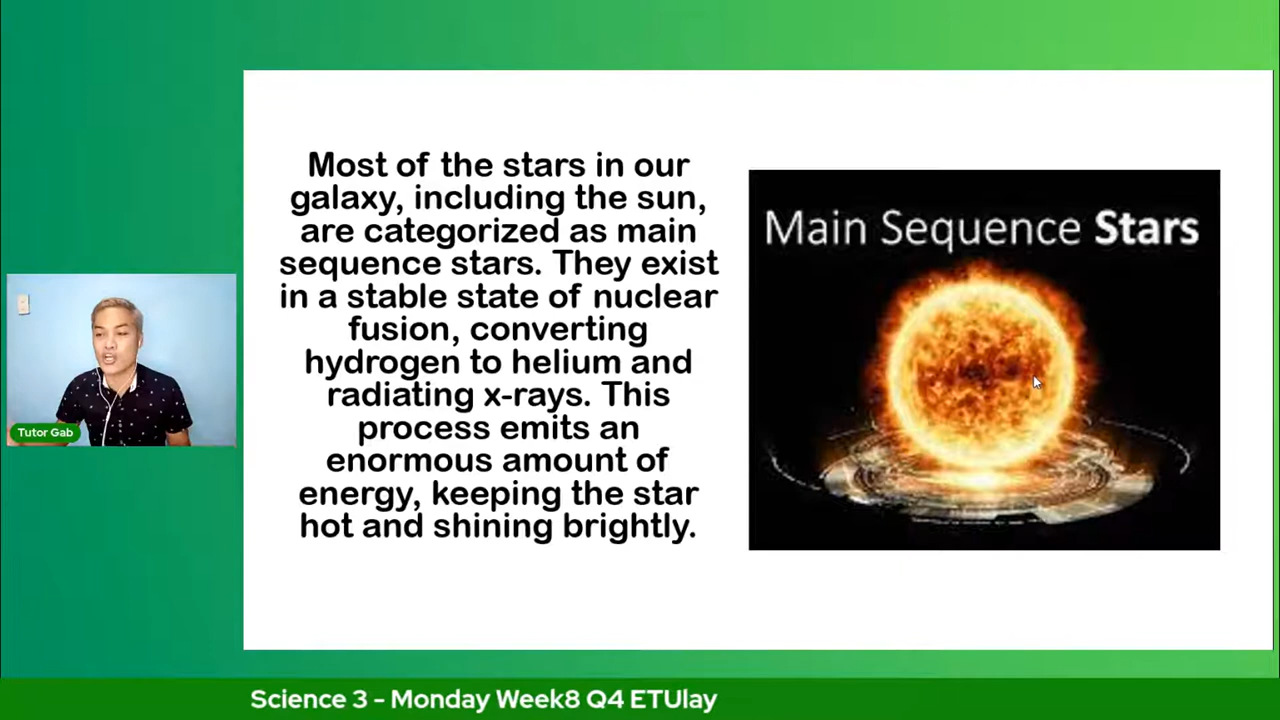 Most of the stars in our
galaxy, including the sun,
are categorized as main
sequence stars. They exist
in a stable state of nuclear
fusion, converting
hydrogen to helium and
radiating x-rays. This
process emits an
enormous amount of
energy, keeping the star
hot and shining brightly.
Main Sequence Stars
Tutor Gab
Science 3 - Monday Week8 Q4 ETUlay